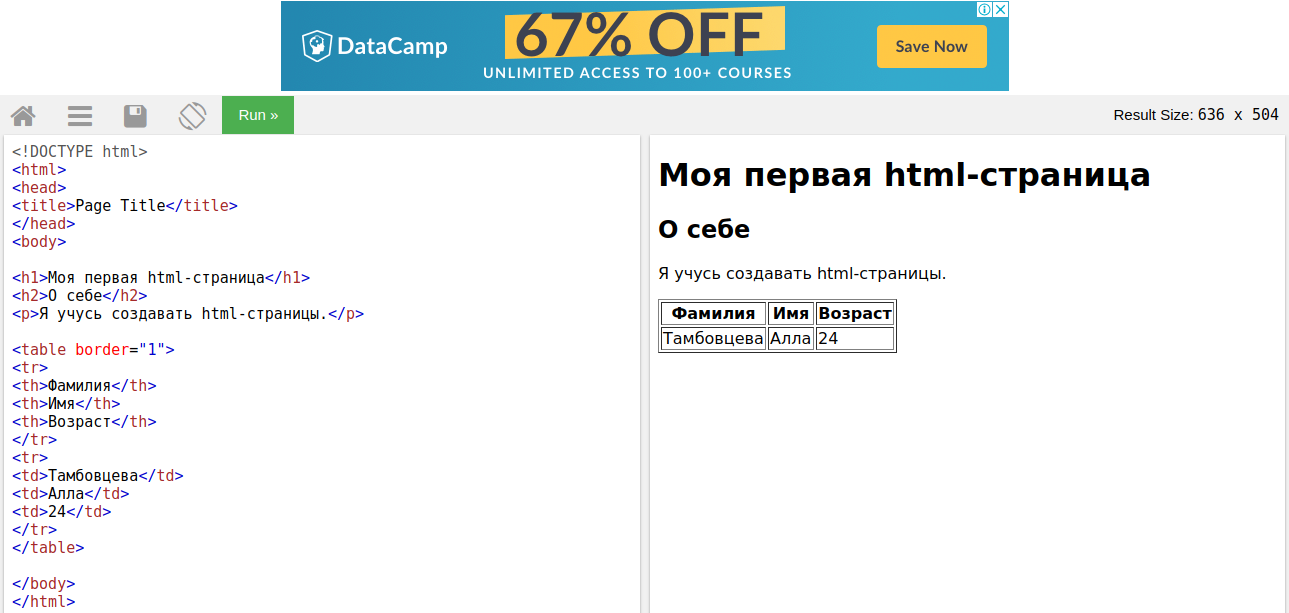 DataCamp
67% OFF
UNLIMITED ACCESS TO 100+ COURSES
Save Now
Run »
Result Size: 636 x 504
<!DOCTYPE html>
<html>
<head>
<title>Page Title</title>
</head>
<body>
<h1>Моя первая html-страница</h1>
<h2>О себе</h2>
<p>Я учусь создавать html-страницы.</p>
<table border="1">
<tr>
<th>Фамилия</th>
<th>Имя</th>
<th>Возраст</th>
</tr>
<tr>
<td>Тамбовцева</td>
<td>Алла</td>
<td>24</td>
</tr>
</table>
</body>
</html>
Моя первая html-страница
О себе
Я учусь создавать html-страницы.
Фамилия Имя Возраст
Тамбовцева Алла 24